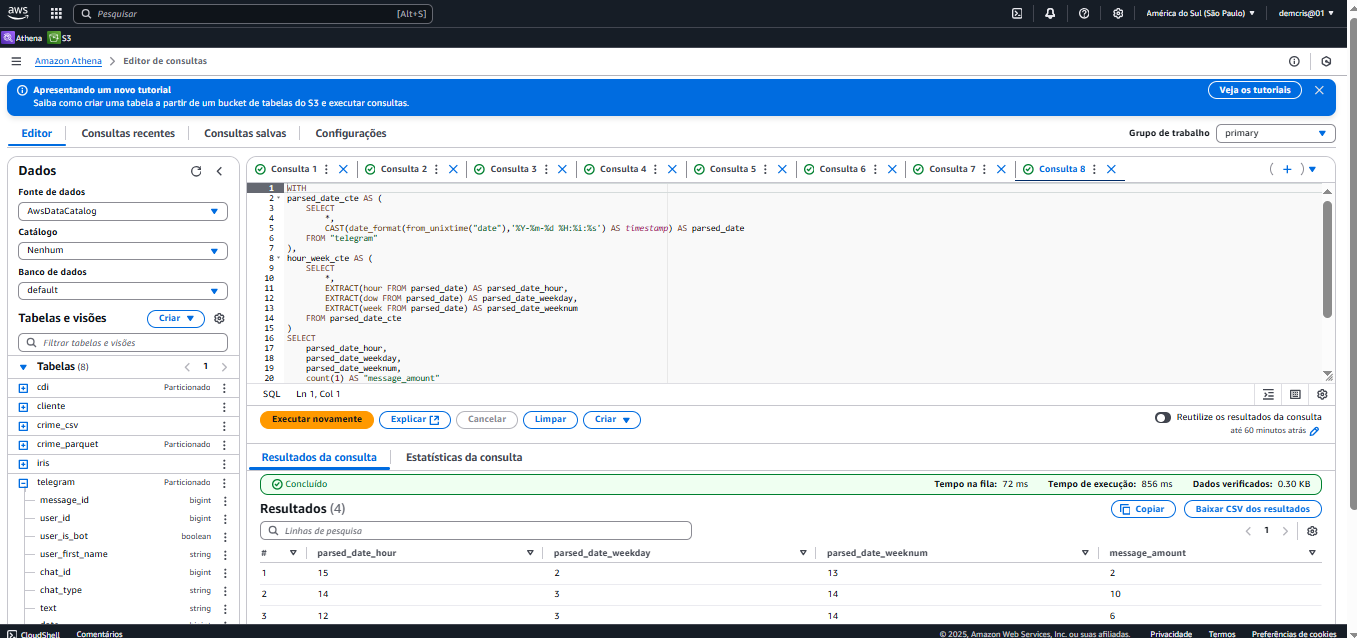 aws Pesquisar [Alt+S] América do Sul (São Paulo) ▼ demcris@01 ▼
Athena S3
Amazon Athena > Editor de consultas
Apresentando um novo tutorial
Saiba como criar uma tabela a partir de um bucket de tabelas do S3 e executar consultas.
Veja os tutoriais
Editor Consultas recentes Consultas salvas Configurações Grupo de trabalho primary
Dados
Fonte de dados
AwsDataCatalog
Catálogo
Nenhum
Banco de dados
default
Tabelas e visões Criar ▼
Filtrar tabelas e visões
Tabelas (8) < 1 >
cdi Particionado
cliente
crime_csv
crime_parquet Particionado
iris
telegram Particionado
message_id bigint
user_id bigint
user_is_bot boolean
user_first_name string
chat_id bigint
chat_type string
text string
Consulta 1 Consulta 2 Consulta 3 Consulta 4 Consulta 5 Consulta 6 Consulta 7 Consulta 8
1 WITH
2 parsed_date_cte AS (
3 SELECT
4 *,
5 CAST(date_format(from_unixtime("date"),'%Y-%m-%d %H:%i:%s') AS timestamp) AS parsed_date
6 FROM "telegram"
7 ),
8 hour_week_cte AS (
9 SELECT
10 *,
11 EXTRACT(hour FROM parsed_date) AS parsed_date_hour,
12 EXTRACT(dow FROM parsed_date) AS parsed_date_weekday,
13 EXTRACT(week FROM parsed_date) AS parsed_date_weeknum
14 FROM parsed_date_cte
15 )
16 SELECT
17 parsed_date_hour,
18 parsed_date_weekday,
19 parsed_date_weeknum,
20 count(1) AS "message_amount"
SQL Ln 1, Col 1
Executar novamente Explicar Cancelar Limpar Criar ▼
Reutilize os resultados da consulta
até 60 minutos atrás
Resultados da consulta Estatísticas da consulta
Concluído Tempo na fila: 72 ms Tempo de execução: 856 ms Dados verificados: 0.30 KB
Resultados (4) Copiar Baixar CSV dos resultados
Linhas de pesquisa < 1 >
# parsed_date_hour parsed_date_weekday parsed_date_weeknum message_amount
1 15 2 13 2
2 14 3 14 10
3 12 3 14 6
CloudShell Comentários © 2025, Amazon Web Services, Inc. ou suas afiliadas. Privacidade Termos Preferências de cookies